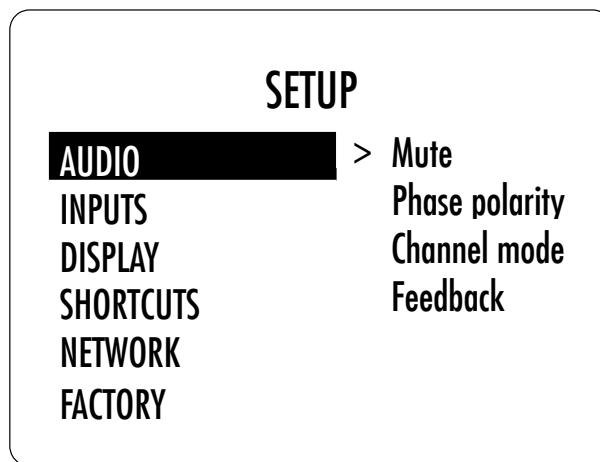 SETUP
AUDIO > Mute
INPUTS Phase polarity
DISPLAY Channel mode
SHORTCUTS Feedback
NETWORK
FACTORY